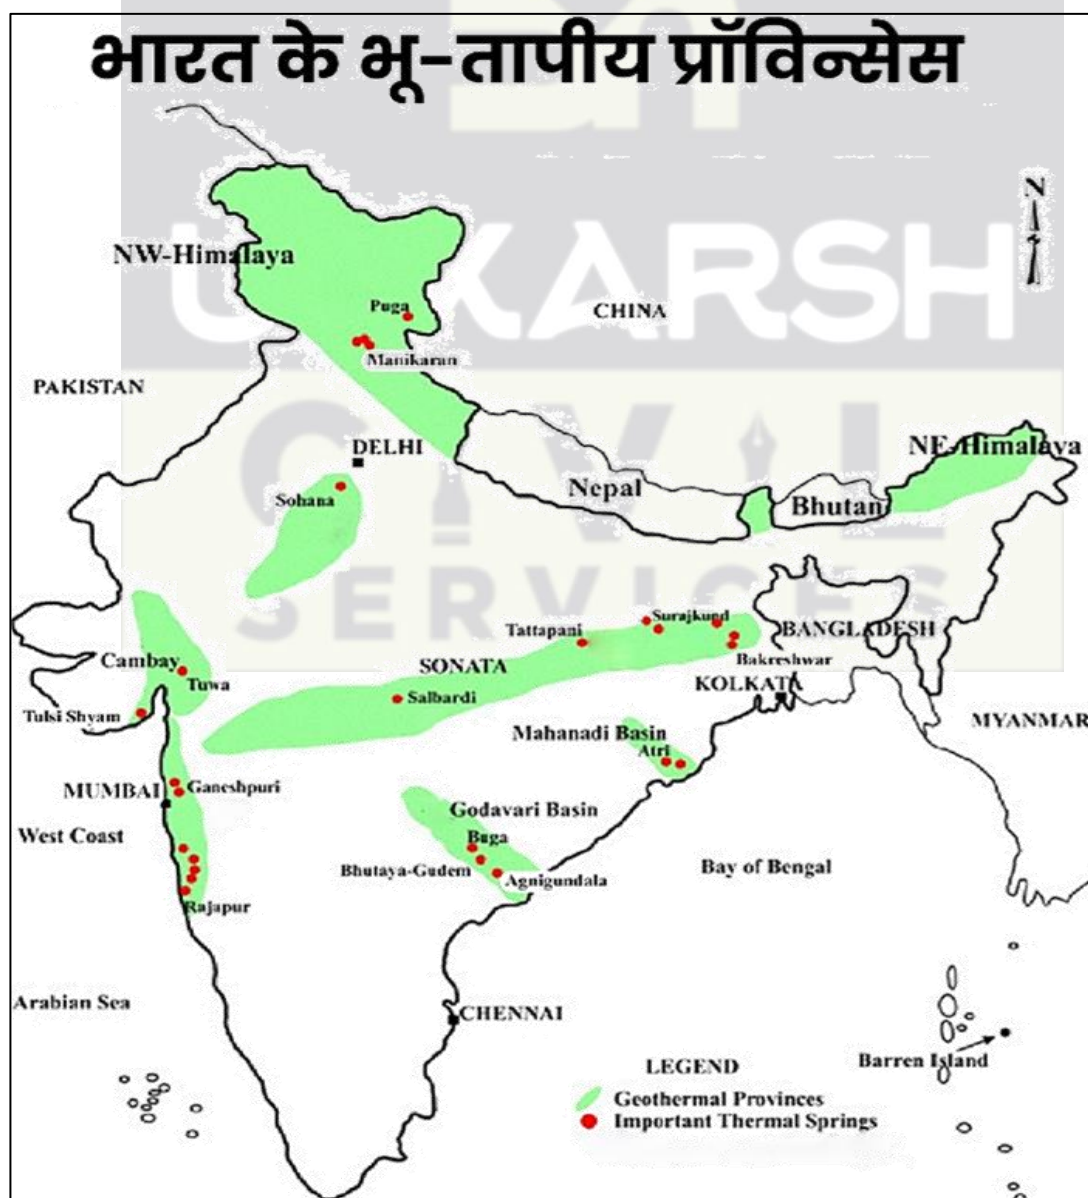 भारत के भू-तापीय प्रॉविन्सेस
N
UTKARSH
CIVIL
SERVICES
NW-Himalaya
Puga
CHINA
Manikaran
PAKISTAN
DELHI
NE-Himalaya
Sohana
Nepal
Bhutan
Surajkund
Tattapani
BANGLADESH
Cambay
SONATA
Bakreshwar
Tuwa
KOLKATA
Salbardi
Tulsi Shyam
MYANMAR
Mahanadi Basin
Atri
MUMBAI
Ganeshpuri
Godavari Basin
West Coast
Buga
Bhutaya-Gudem
Agnigundala
Bay of Bengal
Rajapur
Arabian Sea
CHENNAI
Barren Island
LEGEND
Geothermal Provinces
Important Thermal Springs